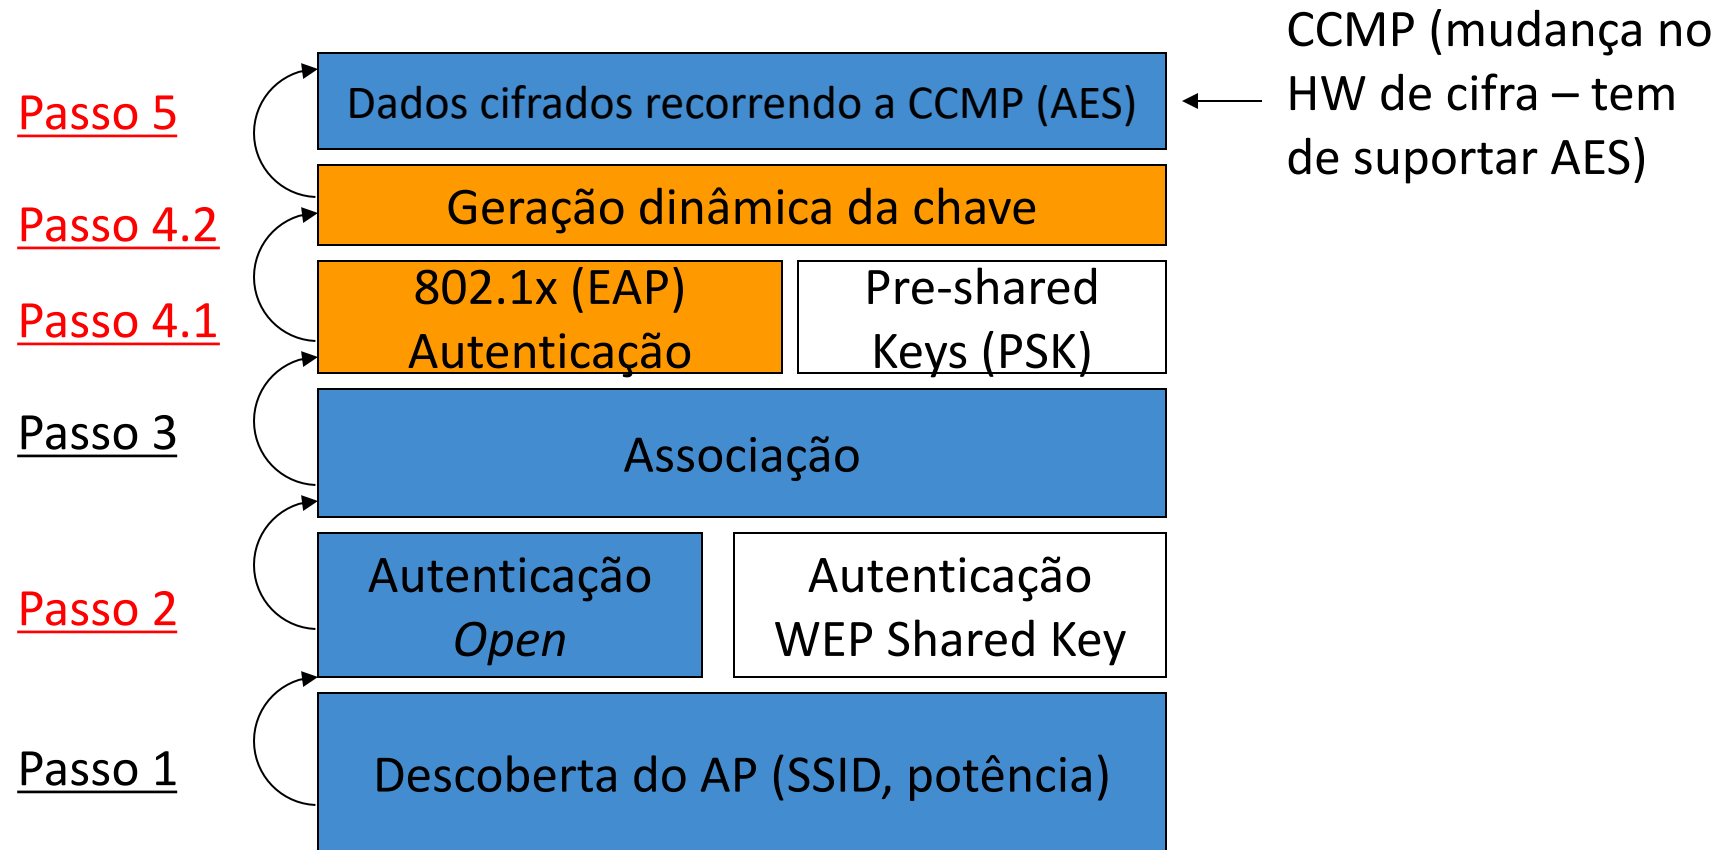 CCMP (mudança no
HW de cifra – tem
de suportar AES)
Passo 5
Dados cifrados recorrendo a CCMP (AES)
Passo 4.2
Geração dinâmica da chave
Passo 4.1
802.1x (EAP)
Autenticação
Pre-shared
Keys (PSK)
Passo 3
Associação
Passo 2
Autenticação
Open
Autenticação
WEP Shared Key
Passo 1
Descoberta do AP (SSID, potência)